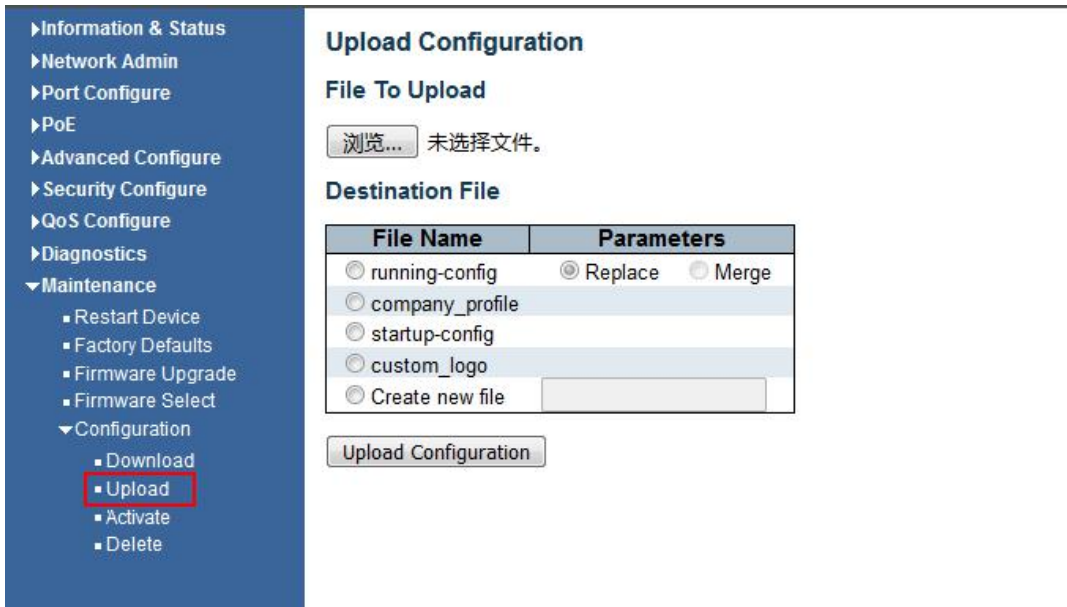 Information & Status
Network Admin
Port Configure
PoE
Advanced Configure
Security Configure
QoS Configure
Diagnostics
Maintenance
Restart Device
Factory Defaults
Firmware Upgrade
Firmware Select
Configuration
Download
Upload
Activate
Delete
Upload Configuration
File To Upload
浏览... 未选择文件。
Destination File
File Name Parameters
running-config Replace Merge
company_profile
startup-config
custom_logo
Create new file
Upload Configuration